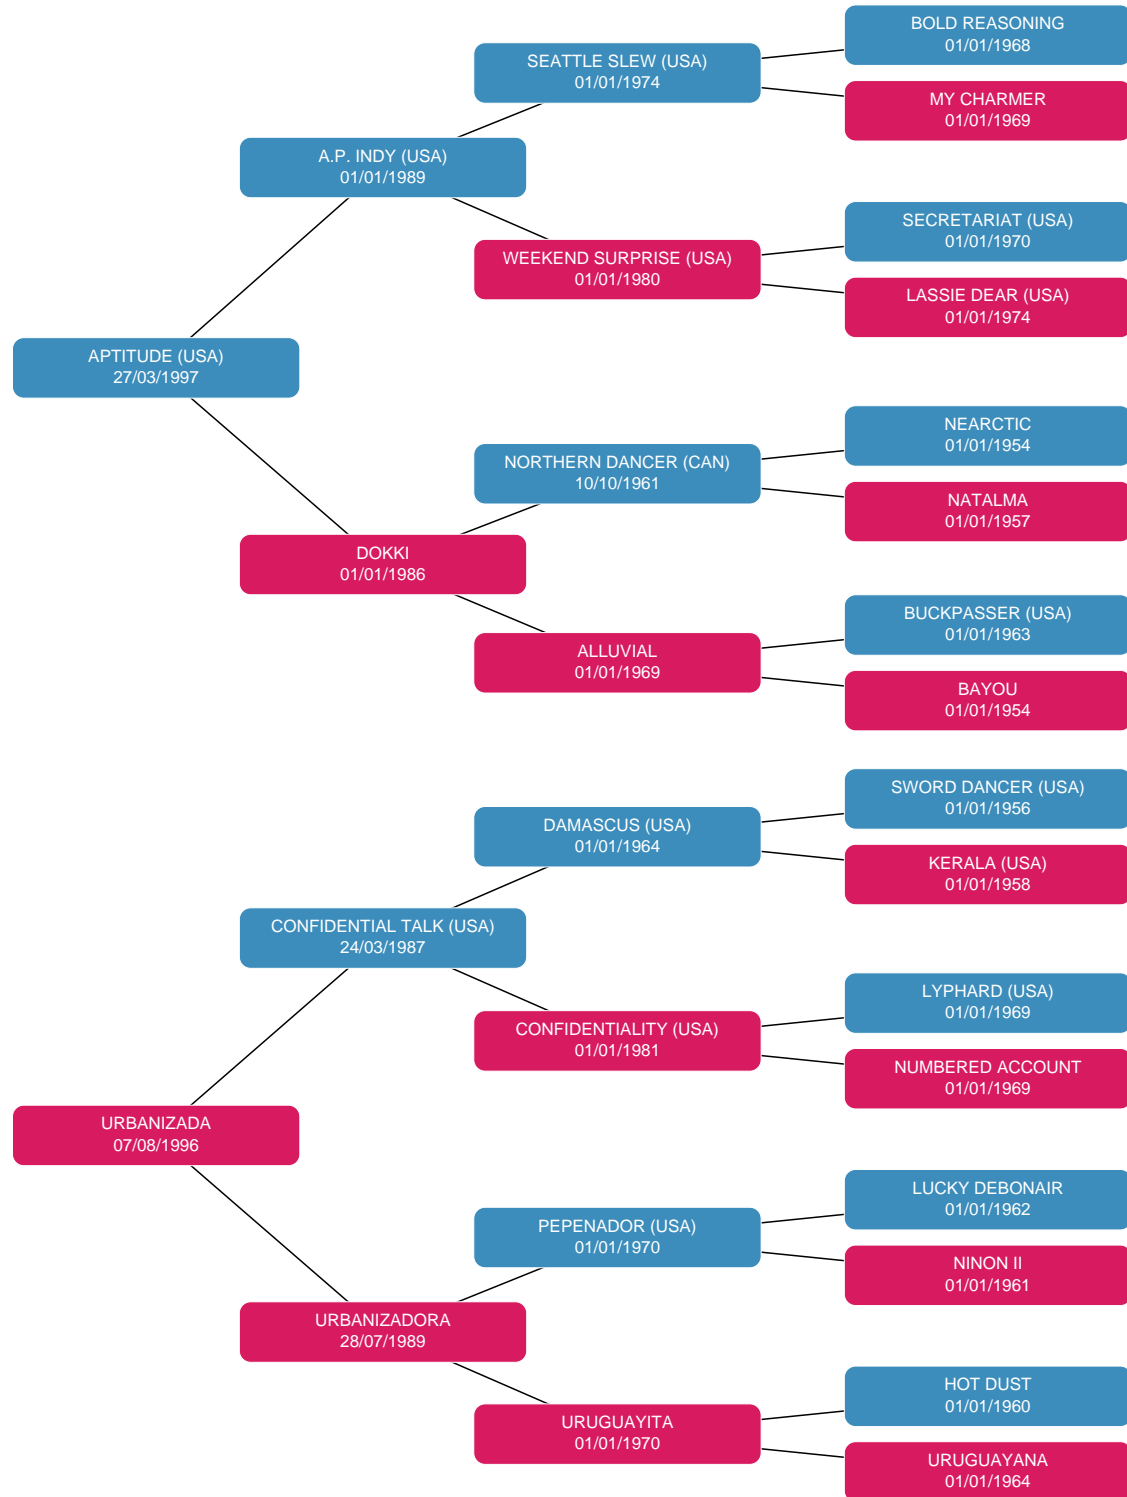 BOLD REASONING
01/01/1968
SEATTLE SLEW (USA)
01/01/1974
MY CHARMER
01/01/1969
A.P. INDY (USA)
01/01/1989
SECRETARIAT (USA)
01/01/1970
WEEKEND SURPRISE (USA)
01/01/1980
LASSIE DEAR (USA)
01/01/1974
APTITUDE (USA)
27/03/1997
NEARCTIC
01/01/1954
NORTHERN DANCER (CAN)
10/10/1961
NATALMA
01/01/1957
DOKKI
01/01/1986
BUCKPASSER (USA)
01/01/1963
ALLUVIAL
01/01/1969
BAYOU
01/01/1954
SWORD DANCER (USA)
01/01/1956
DAMASCUS (USA)
01/01/1964
KERALA (USA)
01/01/1958
CONFIDENTIAL TALK (USA)
24/03/1987
LYPHARD (USA)
01/01/1969
CONFIDENTIALITY (USA)
01/01/1981
NUMBERED ACCOUNT
01/01/1969
URBANIZADA
07/08/1996
LUCKY DEBONAIR
01/01/1962
PEPENADOR (USA)
01/01/1970
NINON II
01/01/1961
URBANIZADORA
28/07/1989
HOT DUST
01/01/1960
URUGUAYITA
01/01/1970
URUGUAYANA
01/01/1964